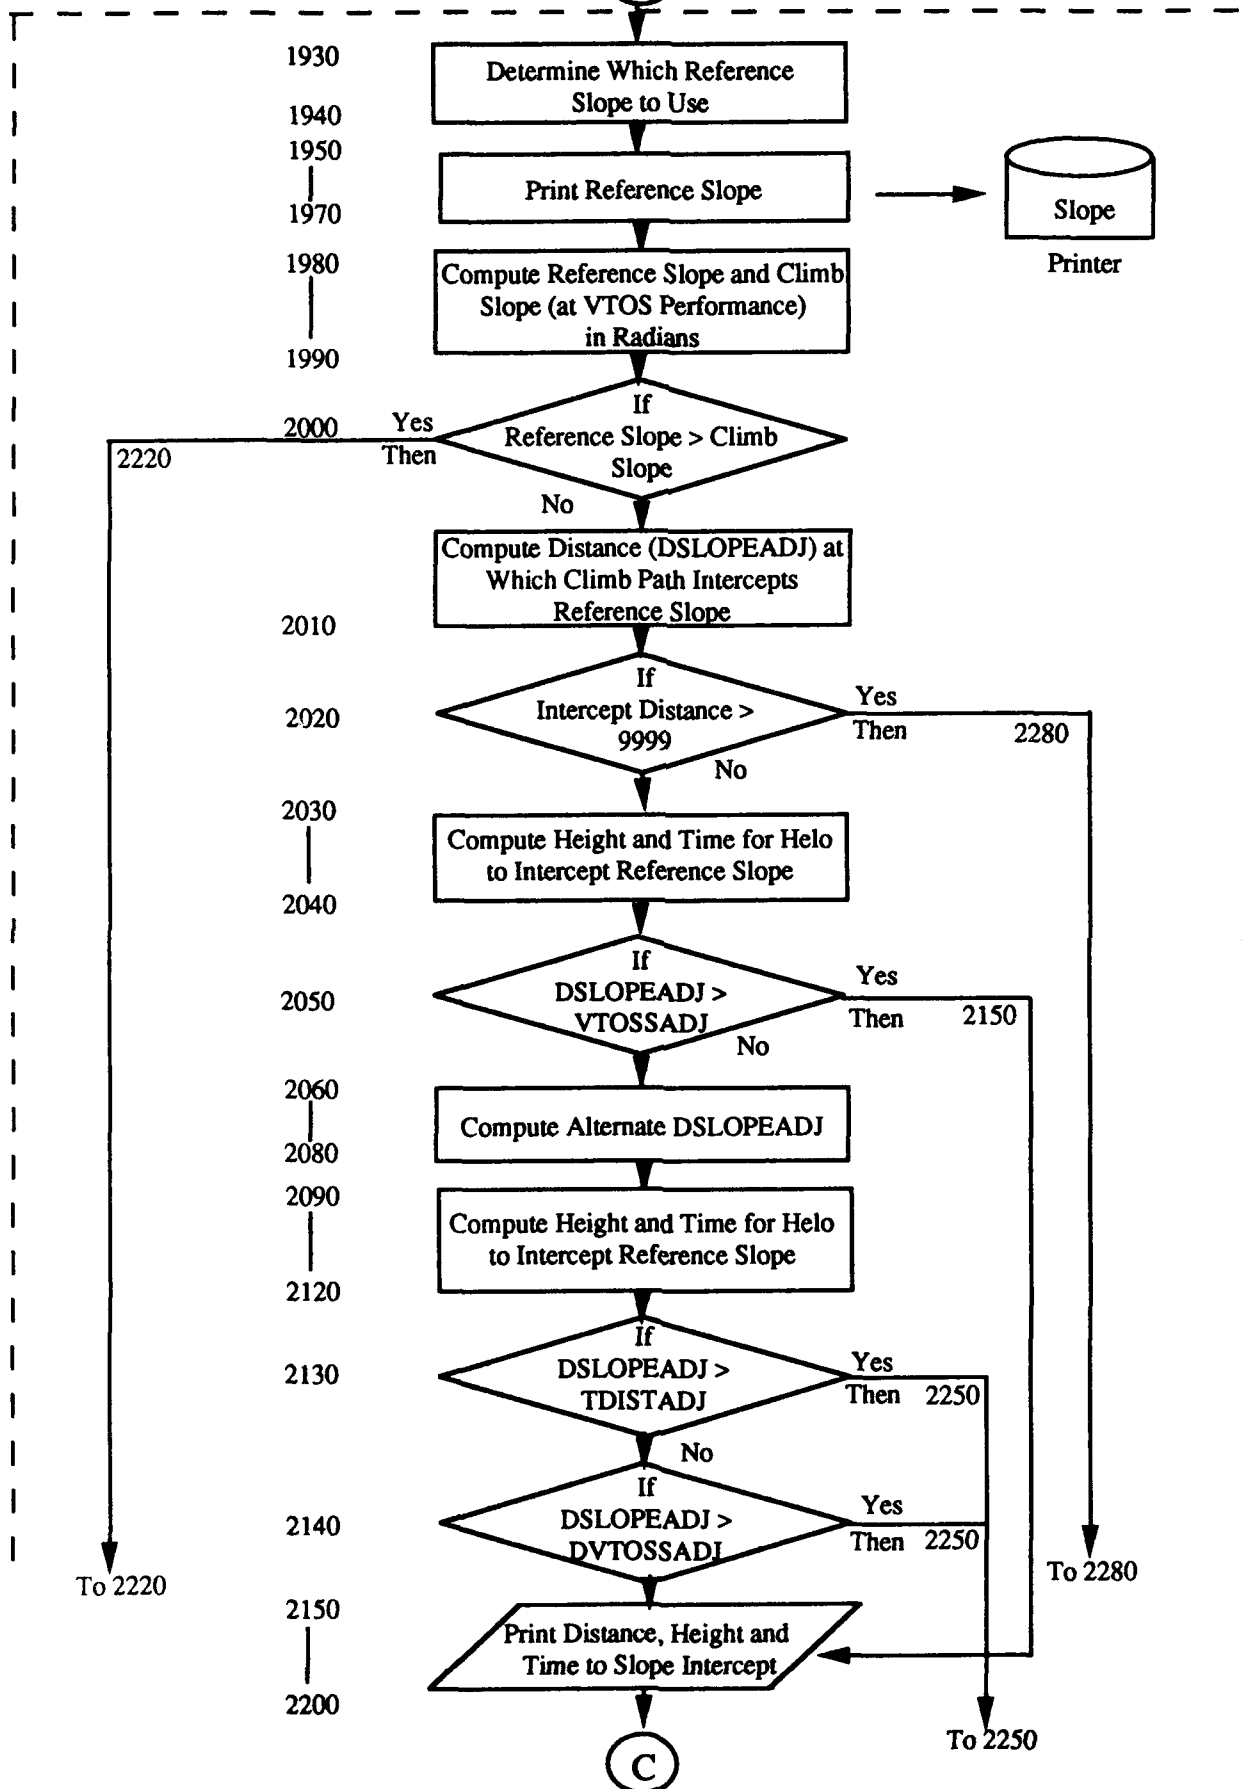 1930
Determine Which Reference
Slope to Use
1940
1950
Print Reference Slope
1970
Slope
Printer
1980
Compute Reference Slope and Climb
Slope (at VTOS Performance)
in Radians
1990
If
2000
Yes
Reference Slope > Climb
Slope
Then
2220
No
Compute Distance (DSLOPEADJ) at
Which Climb Path Intercepts
Reference Slope
2010
If
2020
Intercept Distance >
9999
Yes
Then
2280
No
2030
Compute Height and Time for Helo
to Intercept Reference Slope
2040
If
2050
DSLOPEADJ >
VTOSSADJ
Yes
Then
2150
No
2060
Compute Alternate DSLOPEADJ
2080
2090
Compute Height and Time for Helo
to Intercept Reference Slope
2120
If
2130
DSLOPEADJ >
TDISTADJ
Yes
Then
2250
No
If
2140
DSLOPEADJ >
DVTOSSADJ
Yes
Then
2250
To 2220
To 2280
2150
Print Distance, Height and
Time to Slope Intercept
2200
To 2250
C